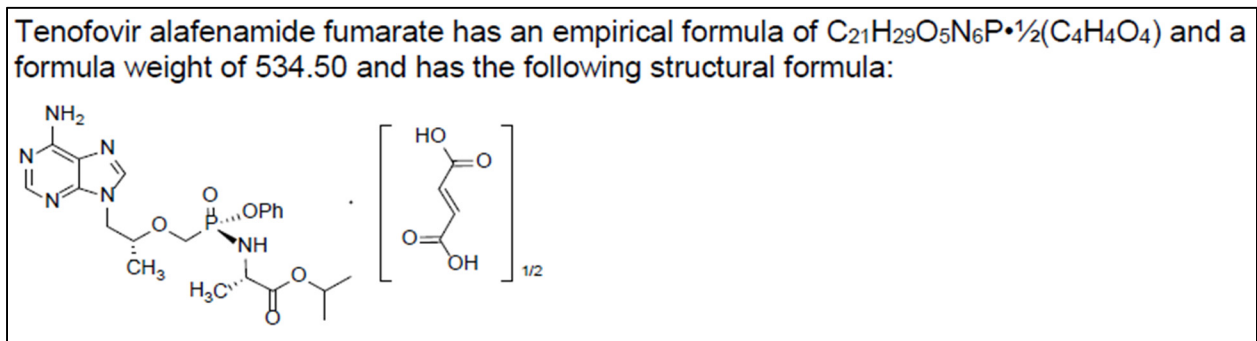 Tenofovir alafenamide fumarate has an empirical formula of C₂₁H₂₉O₅N₆P•½(C₄H₄O₄) and a
formula weight of 534.50 and has the following structural formula:
NH₂
N
N
N
N
O
O
P
OPh
NH
CH₃
H₃C
O
O
HO
O
O
OH
1/2